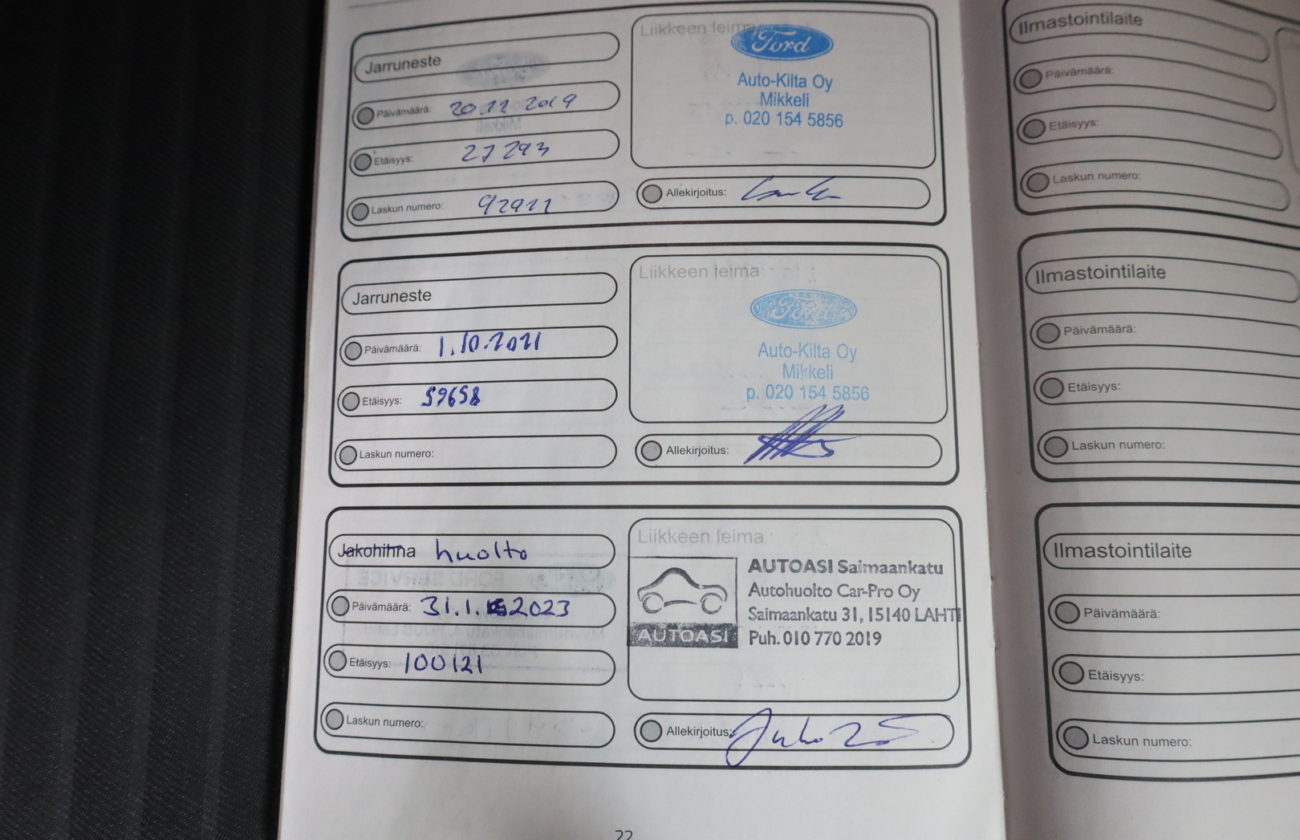 Jarruneste
Päivämäärä: 20.12.2019
Etäisyys: 27293
Laskun numero: 92911
Liikkeen leima
Ford
Auto-Kilta Oy
Mikkeli
p. 020 154 5856
Allekirjoitus:
Jarruneste
Päivämäärä: 1.10.2021
Etäisyys: 59658
Laskun numero:
Liikkeen leima
Ford
Auto-Kilta Oy
Mikkeli
p. 020 154 5856
Allekirjoitus:
Jakohihna huolto
Päivämäärä: 31.1.2023
Etäisyys: 100121
Laskun numero:
Liikkeen leima
AUTOASI
AUTOASI Saimaankatu
Autohuolto Car-Pro Oy
Saimaankatu 31, 15140 LAHTI
Puh. 010 770 2019
Allekirjoitus:
22
Ilmastointilaite
Päivämäärä:
Etäisyys:
Laskun numero:
Ilmastointilaite
Päivämäärä:
Etäisyys:
Laskun numero:
Ilmastointilaite
Päivämäärä:
Etäisyys:
Laskun numero: